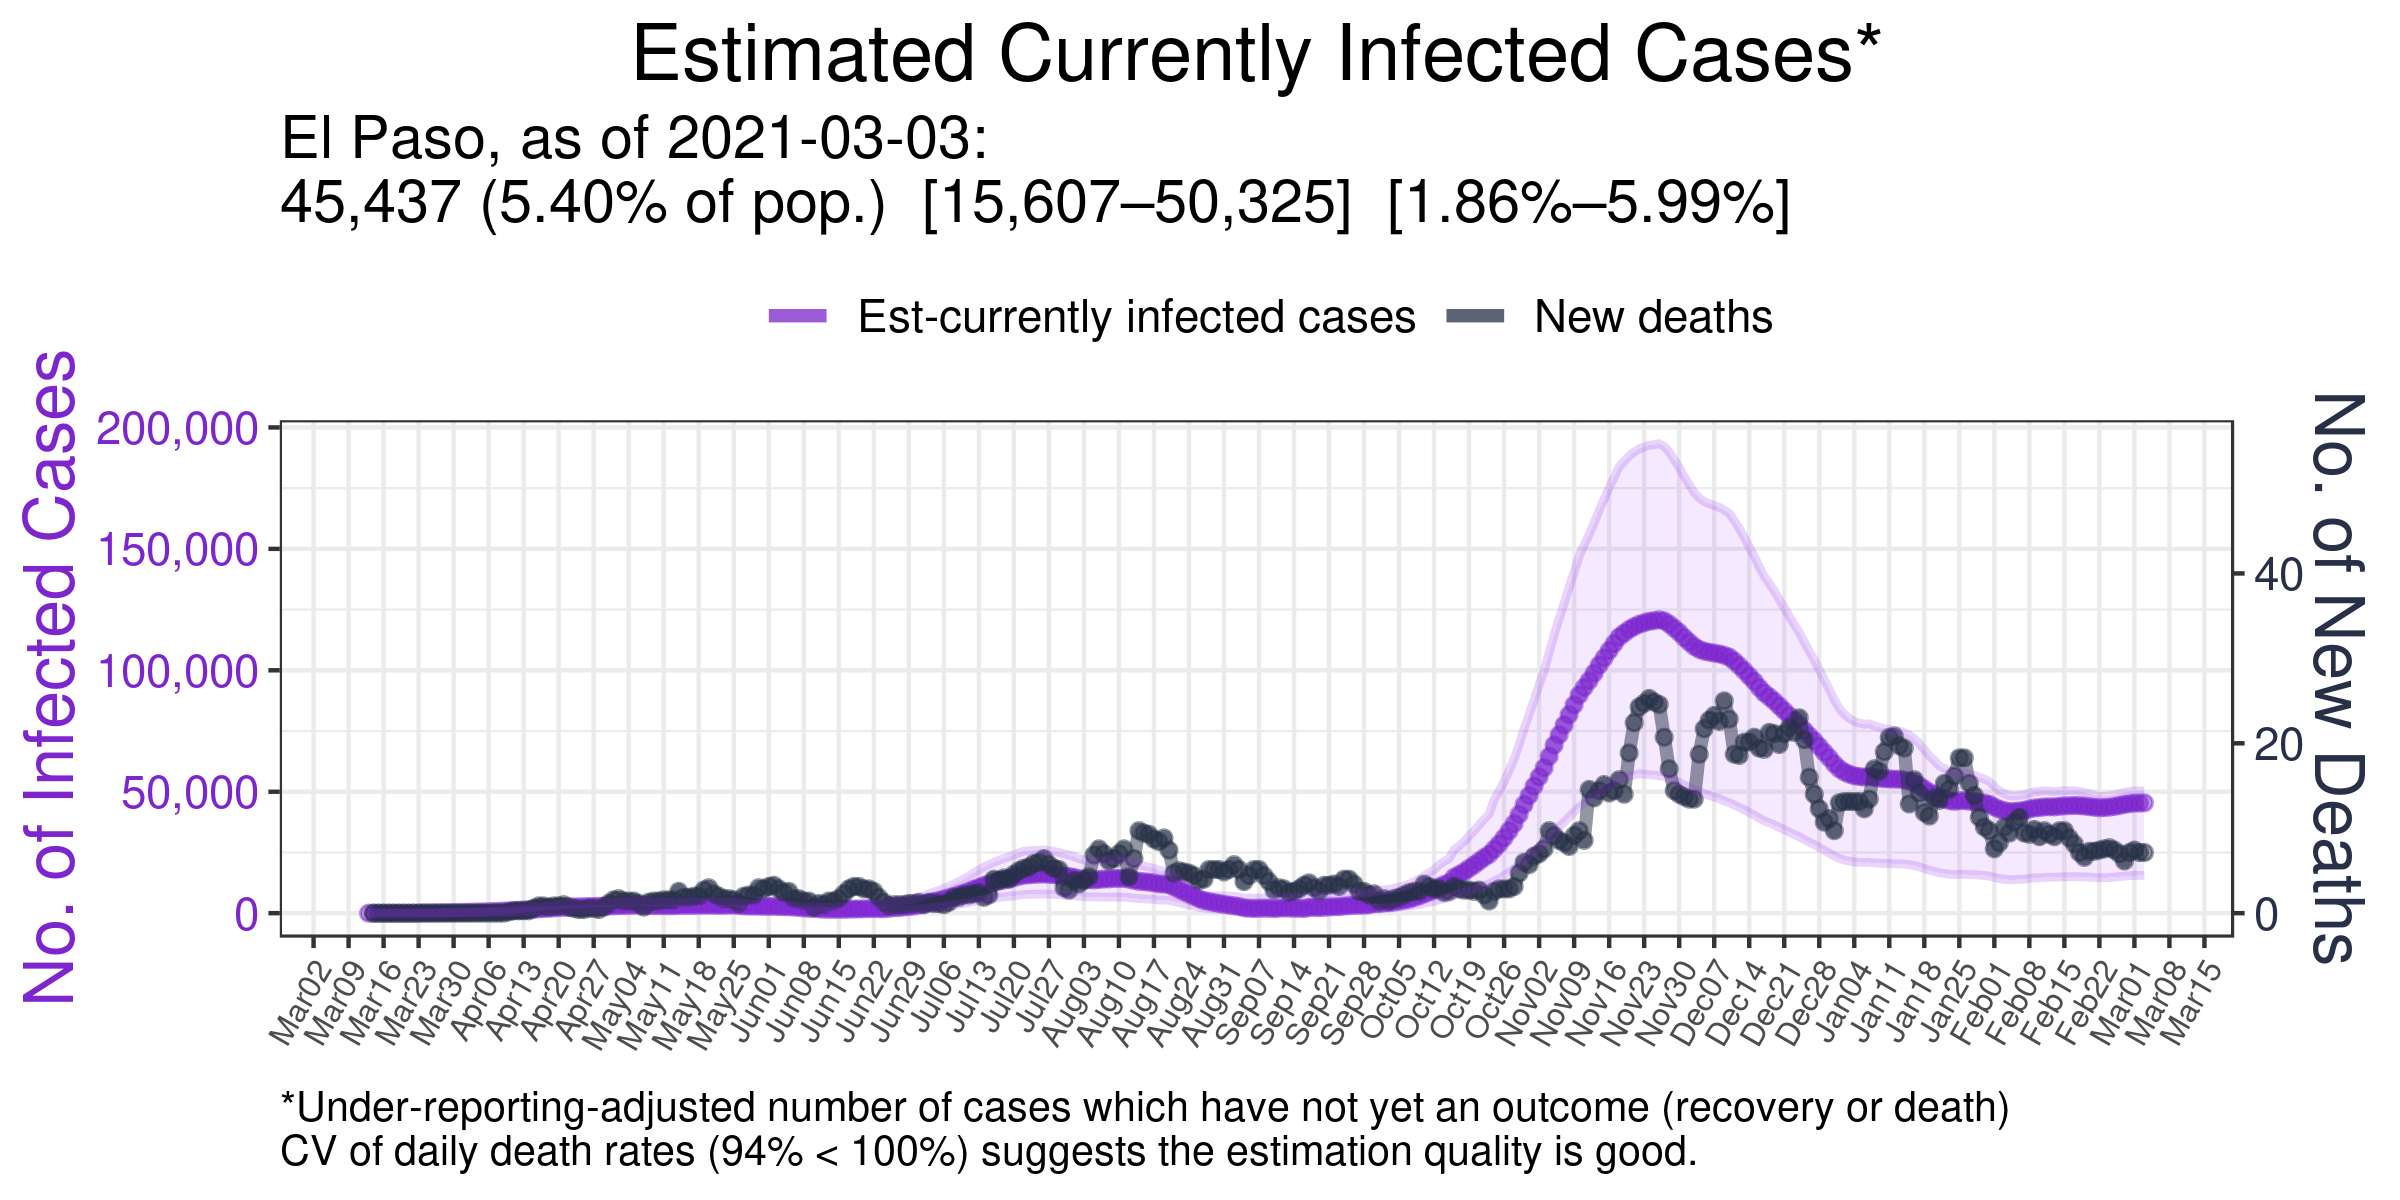 Estimated Currently Infected Cases*
El Paso, as of 2021-03-03:
45,437 (5.40% of pop.) [15,607–50,325] [1.86%–5.99%]
Est-currently infected cases New deaths
No. of Infected Cases
200,000
150,000
100,000
50,000
0
40
20
0
No. of New Deaths
Mar02 Mar09 Mar16 Mar23 Mar30 Apr06 Apr13 Apr20 Apr27 May04 May11 May18 May25 Jun01 Jun08 Jun15 Jun22 Jun29 Jul06 Jul13 Jul20 Jul27 Aug03 Aug10 Aug17 Aug24 Aug31 Sep07 Sep14 Sep21 Sep28 Oct05 Oct12 Oct19 Oct26 Nov02 Nov09 Nov16 Nov23 Nov30 Dec07 Dec14 Dec21 Dec28 Jan04 Jan11 Jan18 Jan25 Feb01 Feb08 Feb15 Feb22 Mar01 Mar08 Mar15
*Under-reporting-adjusted number of cases which have not yet an outcome (recovery or death)
CV of daily death rates (94% < 100%) suggests the estimation quality is good.